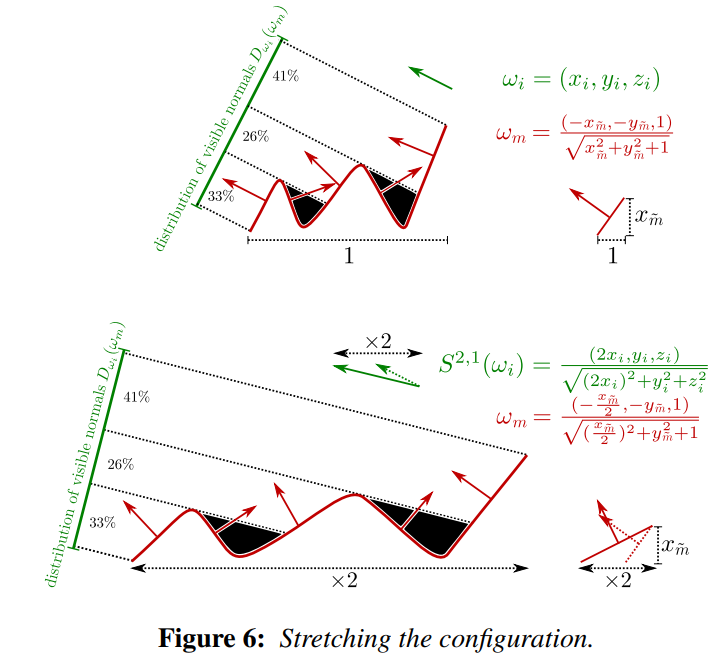 distribution of visible normals D_{ω_i}(ω_m)
41%
26%
33%
1
ω_i = (x_i, y_i, z_i)
ω_m = (-x_m̃, -y_m̃, 1) / √(x_m̃² + y_m̃² + 1)
x_m̃
1
distribution of visible normals D_{ω_i}(ω_m)
41%
26%
33%
×2
×2
S^{2,1}(ω_i) = (2x_i, y_i, z_i) / √((2x_i)² + y_i² + z_i²)
ω_m = (-x_m̃/2, -y_m̃, 1) / √((x_m̃/2)² + y_m̃² + 1)
x_m̃
×2
Figure 6: Stretching the configuration.